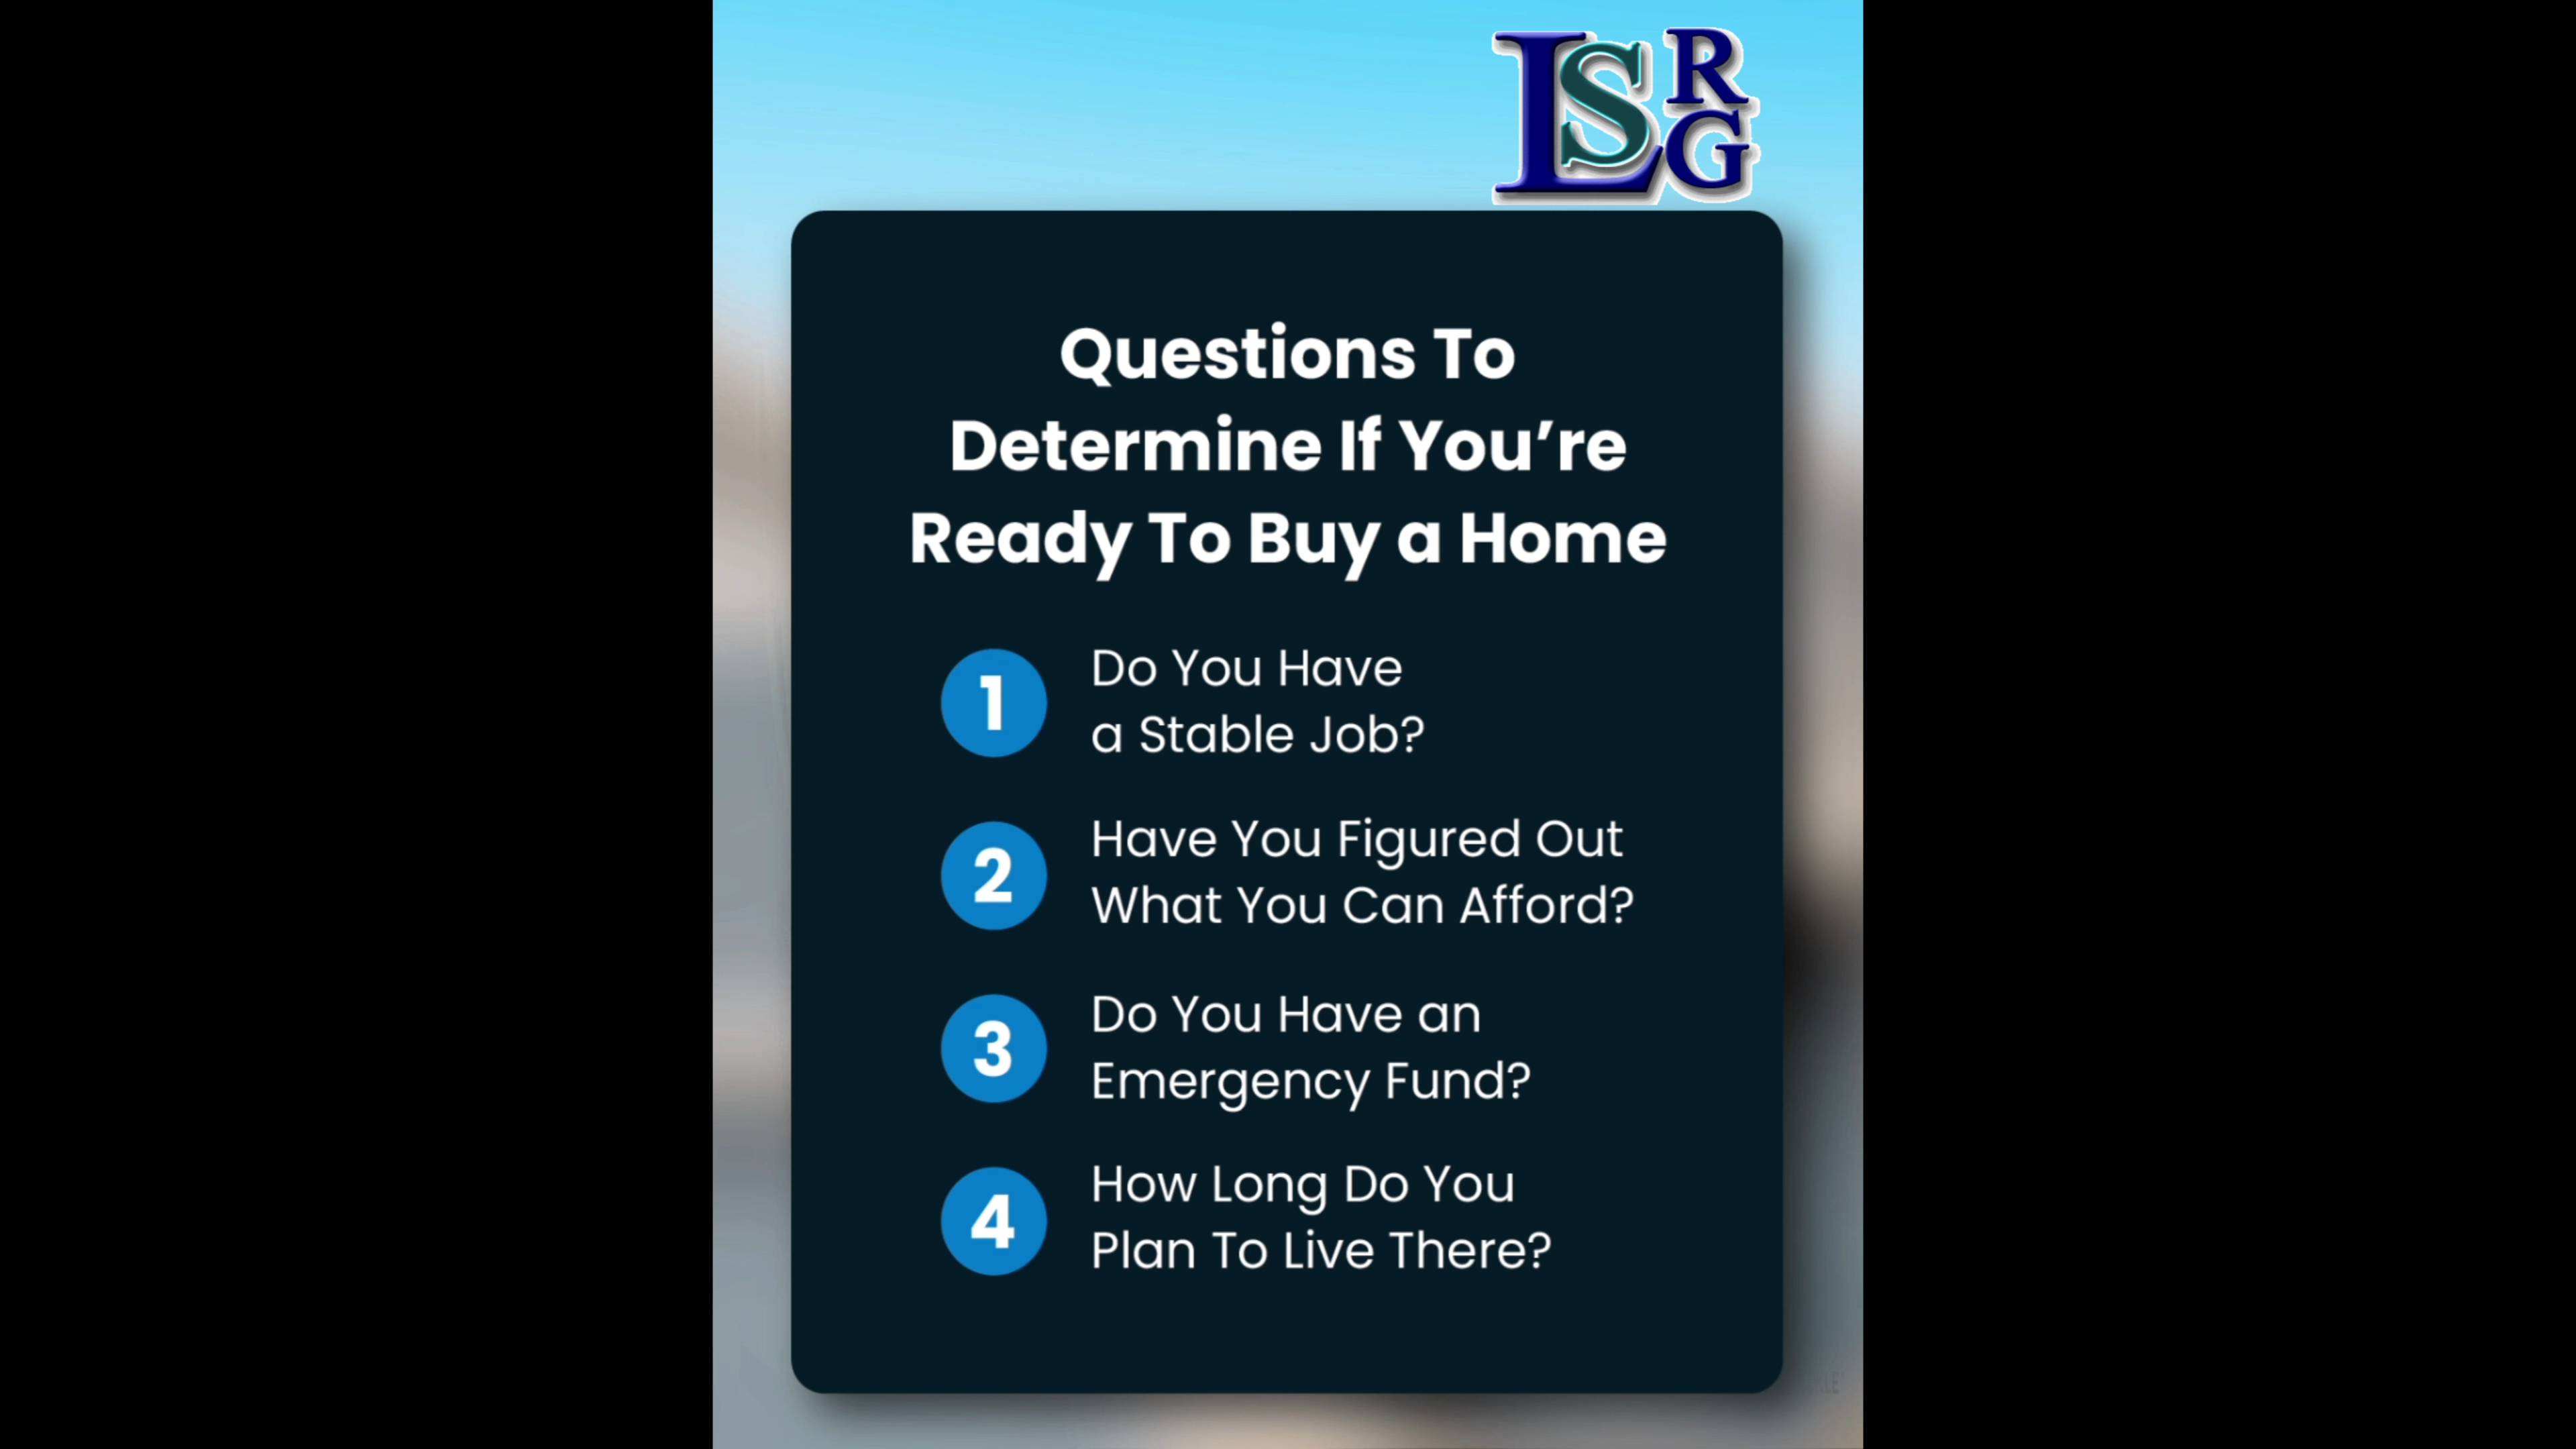 LSRG
Questions To
Determine If You’re
Ready To Buy a Home
1 Do You Have
a Stable Job?
2 Have You Figured Out
What You Can Afford?
3 Do You Have an
Emergency Fund?
4 How Long Do You
Plan To Live There?